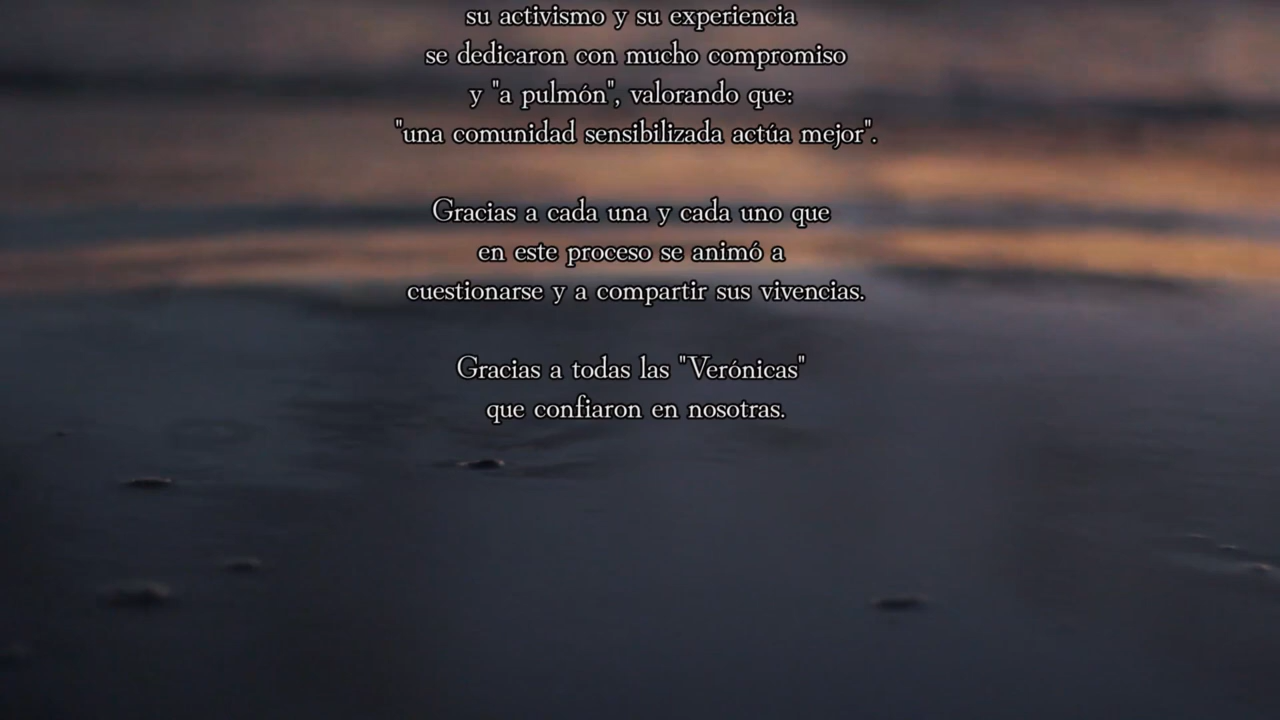 su activismo y su experiencia
se dedicaron con mucho compromiso
y "a pulmón", valorando que:
"una comunidad sensibilizada actúa mejor".
Gracias a cada una y cada uno que
en este proceso se animó a
cuestionarse y a compartir sus vivencias.
Gracias a todas las "Verónicas"
que confiaron en nosotras.